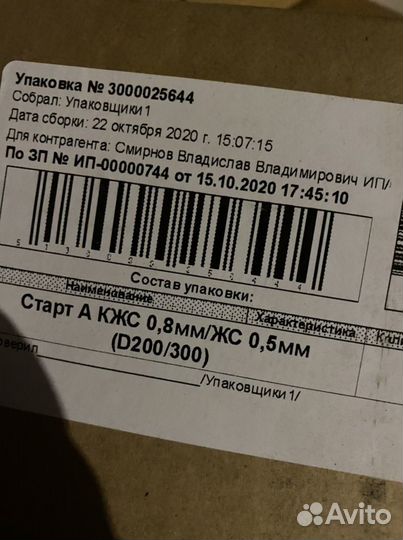 Упаковка № 3000025644
Собрал: Упаковщики1
Дата сборки: 22 октября 2020 г. 15:07:15
Для контрагента: Смирнов Владислав Владимирович ИП/
По ЗП № ИП-00000744 от 15.10.2020 17:45:10
Состав упаковки:
Наименование Характеристика
Старт А КЖС 0,8мм/ЖС 0,5мм
(D200/300)
оверил /Упаковщики1/
Avito